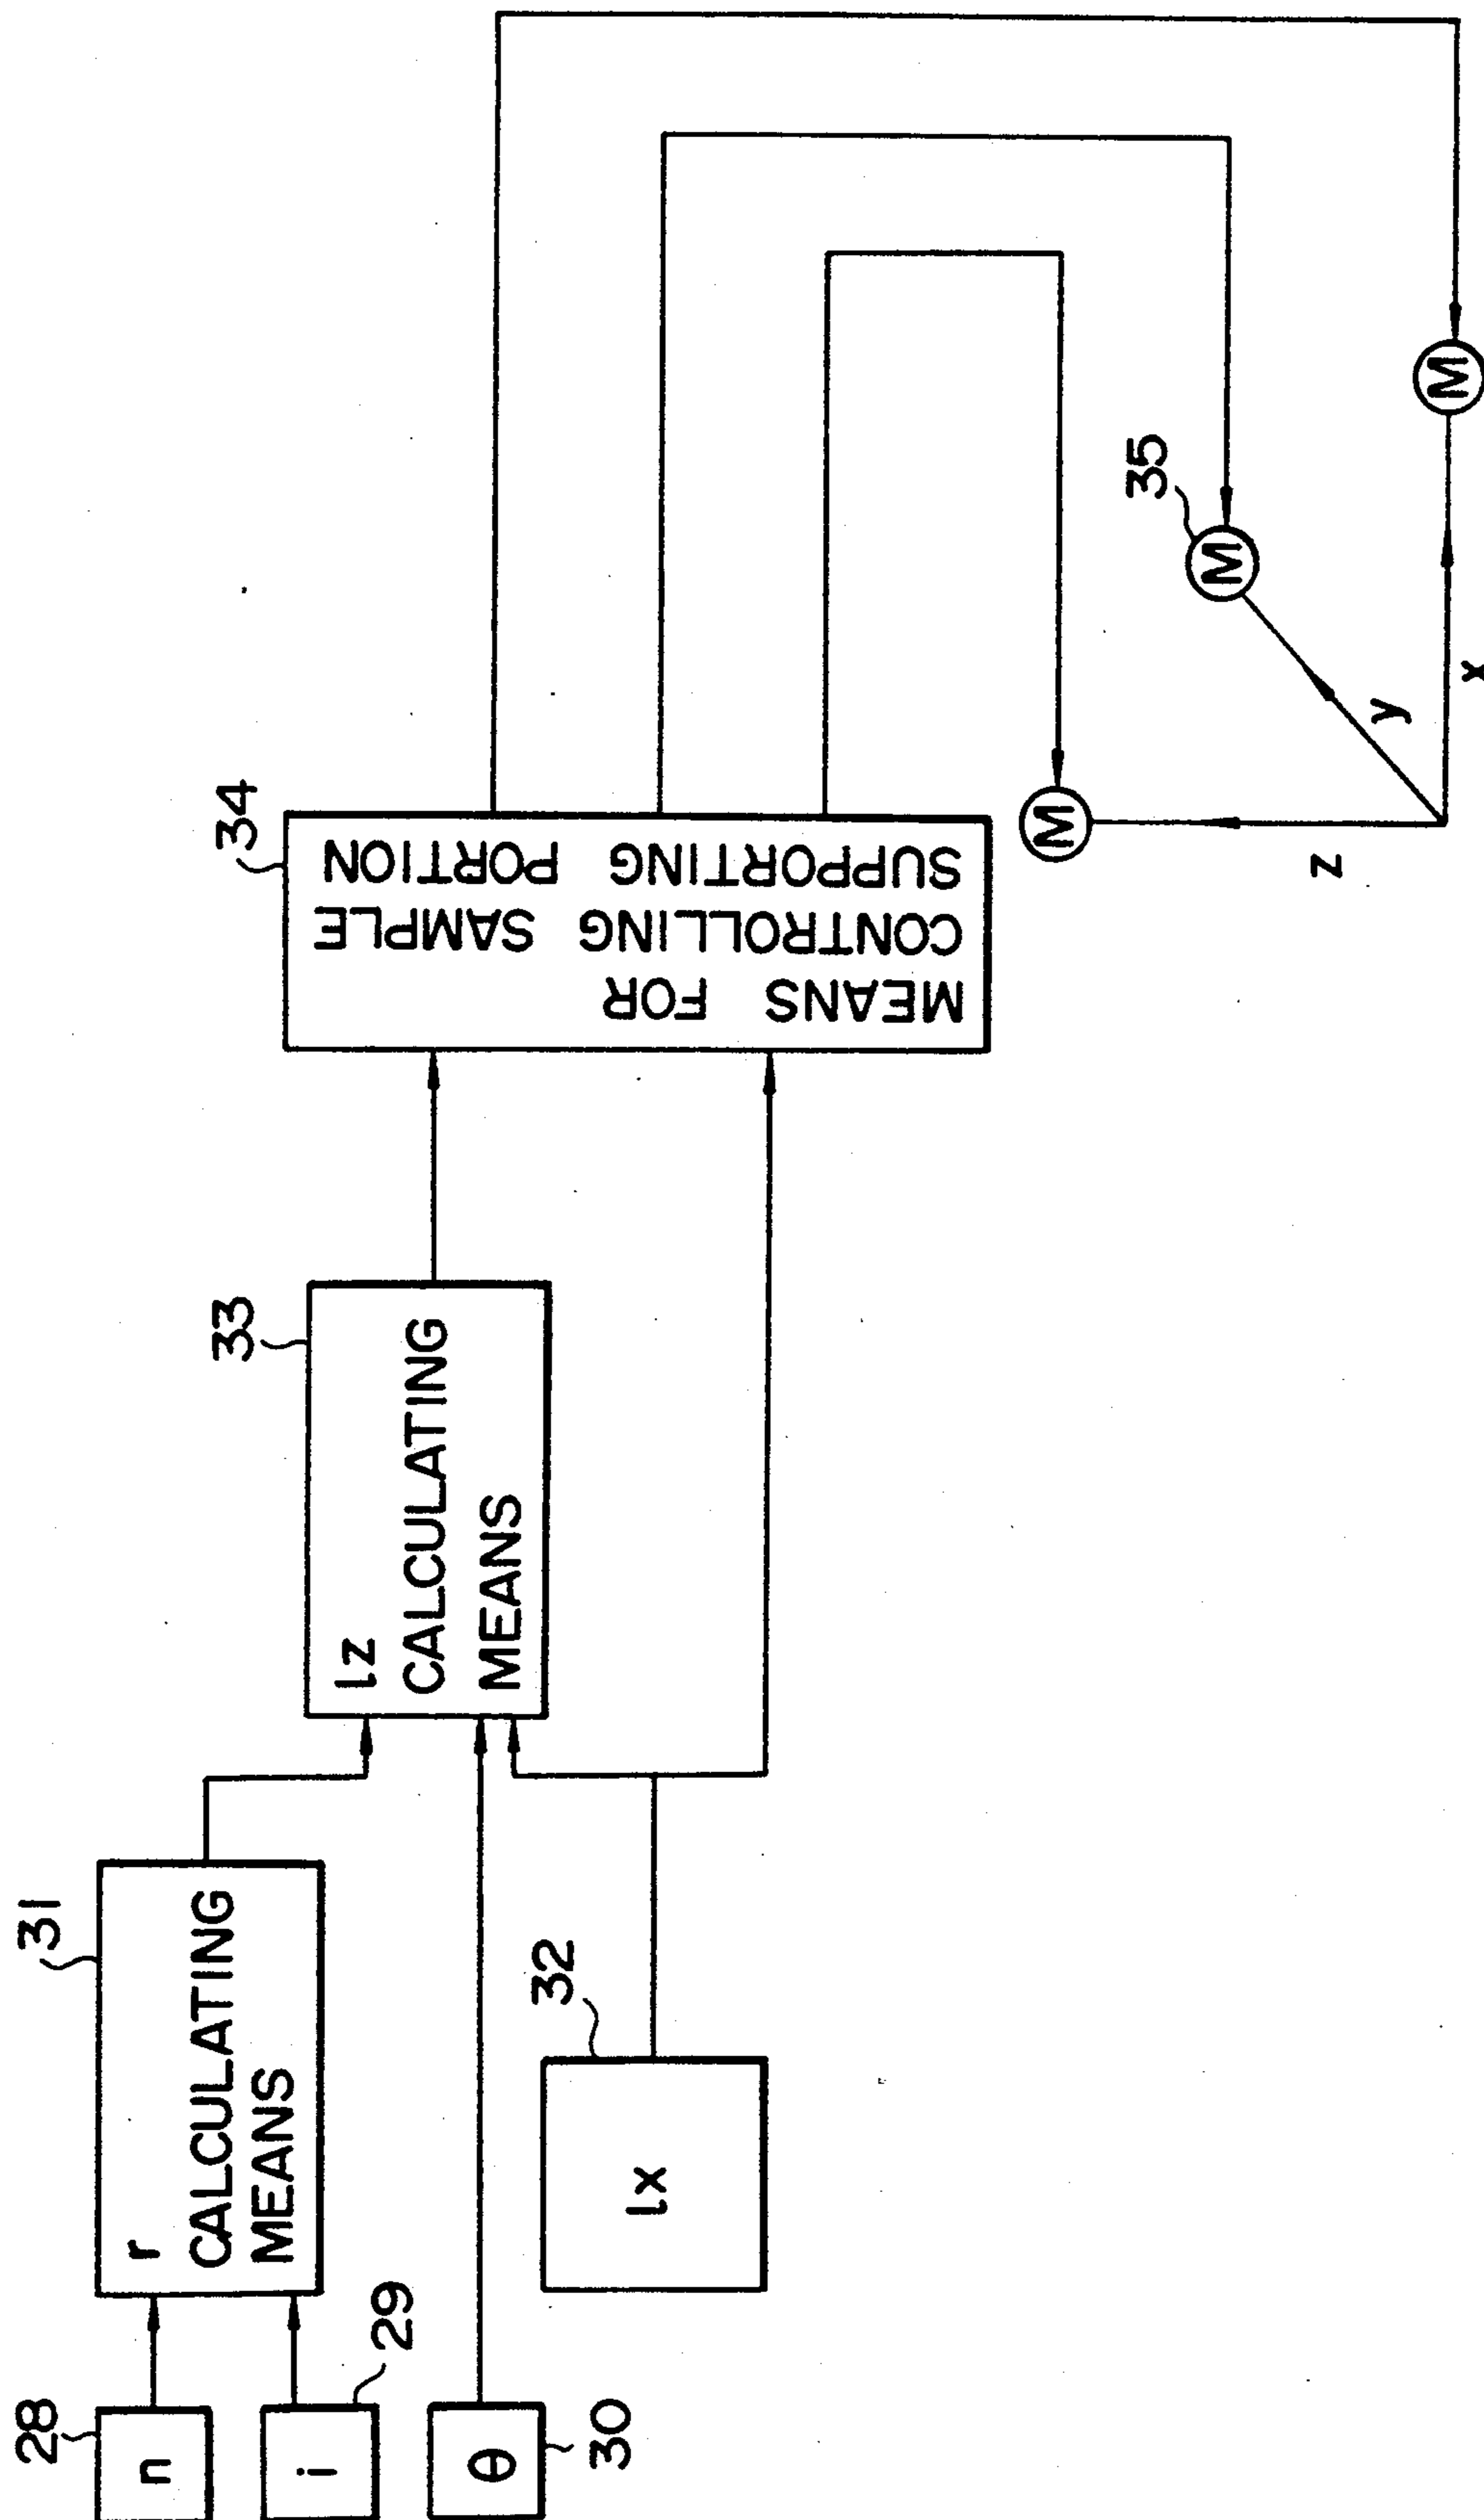 28
n
29
i
30
θ
31
r
CALCULATING
MEANS
32
lx
33
lz
CALCULATING
MEANS
34
MEANS FOR
CONTROLLING SAMPLE
SUPPORTING PORTION
M
M
35
M
z
y
x